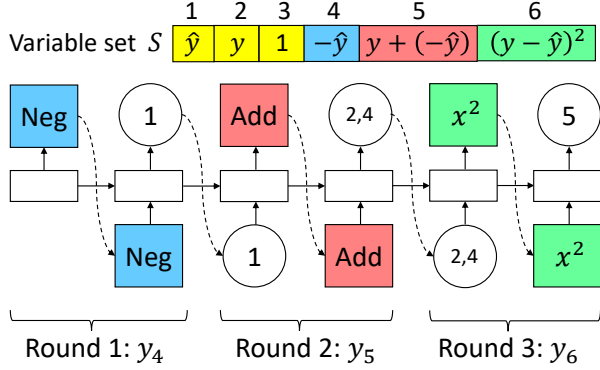 1 2 3 4 5 6
Variable set S ŷ y 1 −ŷ y + (−ŷ) (y − ŷ)²
Neg 1 Add 2,4 x² 5
Neg 1 Add 2,4 x²
Round 1: y₄ Round 2: y₅ Round 3: y₆